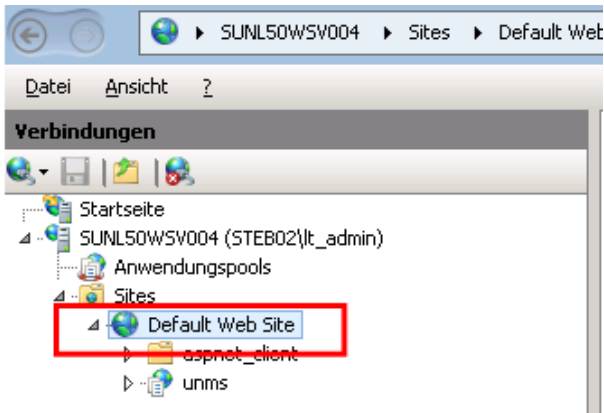 SUNL50WSV004 Sites Default Web
Datei Ansicht ?
Verbindungen
Startseite
SUNL50WSV004 (STEB02\lt_admin)
Anwendungspools
Sites
Default Web Site
aspnet_client
unms